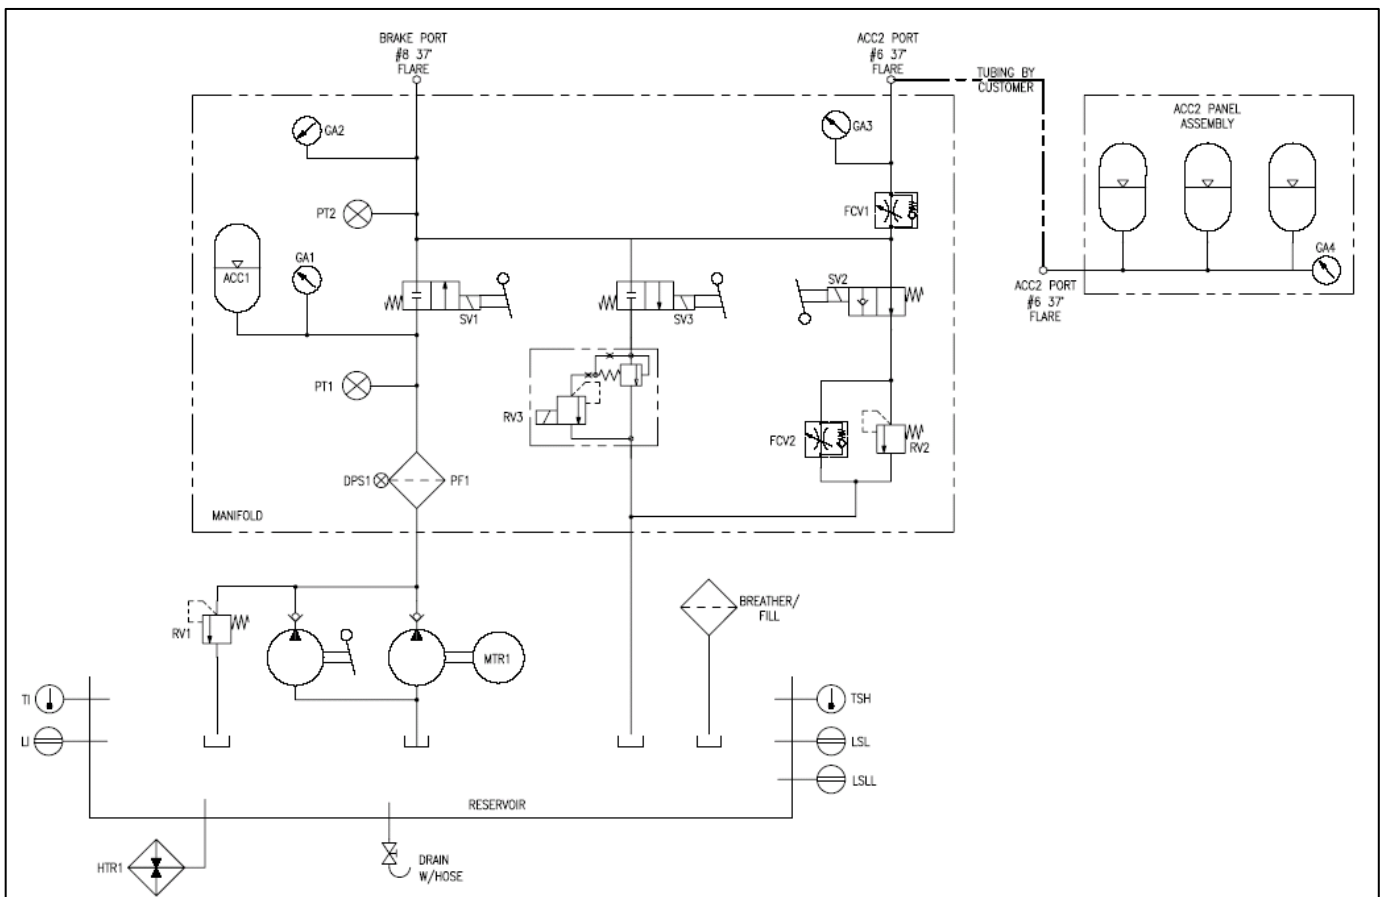 BRAKE PORT
#8 37°
FLARE
ACC2 PORT
#6 37°
FLARE
TUBING BY
CUSTOMER
ACC2 PANEL
ASSEMBLY
GA2
GA3
PT2
FCV1
GA1
ACC1
GA4
SV2
ACC2 PORT
#6 37°
FLARE
SV1
SV3
PT1
RV3
FCV2
RV2
DPS1
PF1
MANIFOLD
BREATHER/
FILL
RV1
MTR1
TI
TSH
LI
LSL
LSLL
RESERVOIR
HTR1
DRAIN
W/HOSE